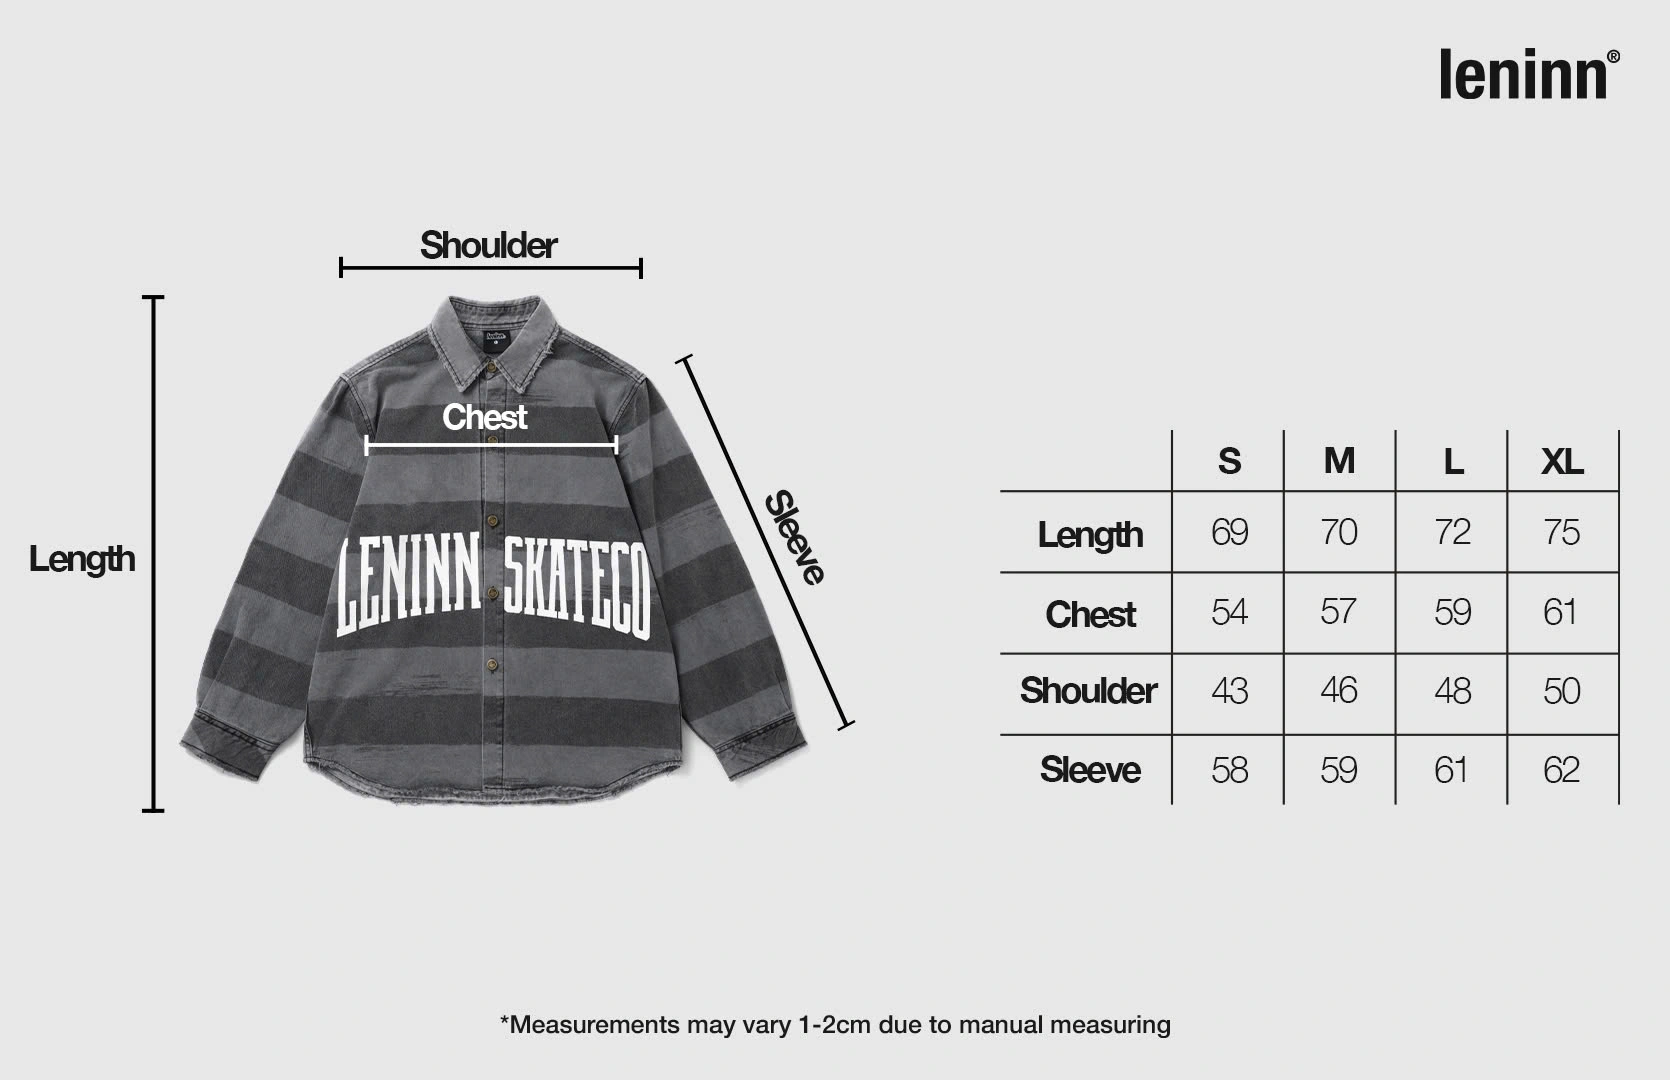 leninn®
Shoulder
Chest
Sleeve
Length
LENINN SKATECO
S M L XL
Length 69 70 72 75
Chest 54 57 59 61
Shoulder 43 46 48 50
Sleeve 58 59 61 62
*Measurements may vary 1-2cm due to manual measuring